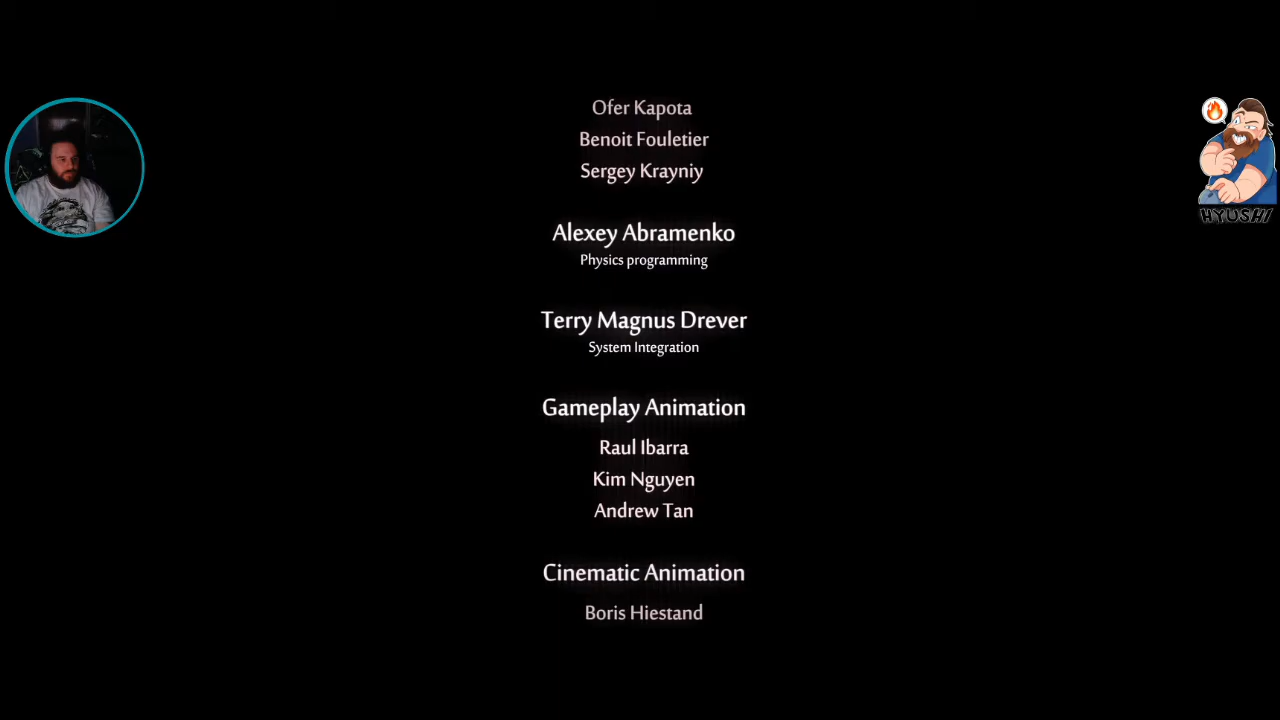 Ofer Kapota
Benoit Fouletier
Sergey Krayniy
Alexey Abramenko
Physics programming
Terry Magnus Drever
System Integration
Gameplay Animation
Raul Ibarra
Kim Nguyen
Andrew Tan
Cinematic Animation
Boris Hiestand
HYUSHI